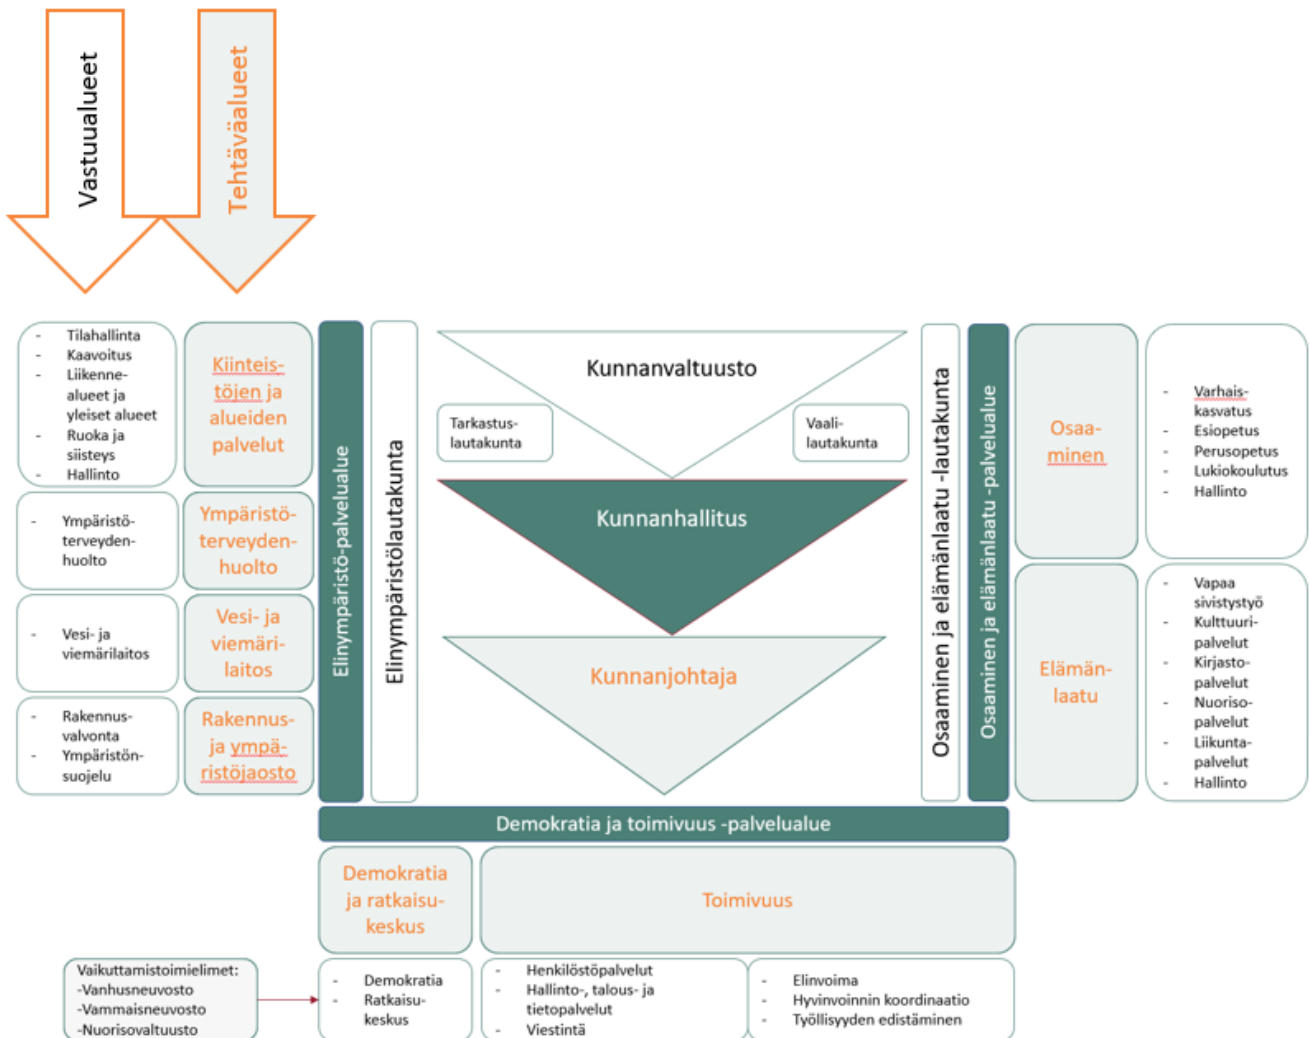 Vastuualueet
Tehtäväalueet
- Tilahallinta
- Kaavoitus
- Liikenne-
alueet ja
yleiset alueet
- Ruoka ja
siisteys
- Hallinto
Kiinteis-
töjen ja
alueiden
palvelut
- Ympäristö-
terveyden-
huolto
Ympäristö-
terveyden-
huolto
- Vesi- ja
viemärilaitos
Vesi- ja
viemäri-
laitos
- Rakennus-
valvonta
- Ympäristön-
suojelu
Rakennus-
ja ympä-
ristöjaosto
Elinympäristö-palvelualue
Elinympäristölautakunta
Kunnanvaltuusto
Tarkastus-
lautakunta
Vaali-
lautakunta
Kunnanhallitus
Kunnanjohtaja
Osaaminen ja elämänlaatu -lautakunta
Osaaminen ja elämänlaatu -palvelualue
Osaa-
minen
- Varhais-
kasvatus
- Esiopetus
- Perusopetus
- Lukiokoulutus
- Hallinto
Elämän-
laatu
- Vapaa
sivistystyö
- Kulttuuri-
palvelut
- Kirjasto-
palvelut
- Nuoriso-
palvelut
- Liikunta-
palvelut
- Hallinto
Demokratia ja toimivuus -palvelualue
Demokratia
ja ratkaisu-
keskus
Toimivuus
Vaikuttamistoimielimet:
-Vanhusneuvosto
-Vammaisneuvosto
-Nuorisovaltuusto
- Demokratia
- Ratkaisu-
keskus
- Henkilöstöpalvelut
- Hallinto-, talous- ja
tietopalvelut
- Viestintä
- Elinvoima
- Hyvinvoinnin koordinaatio
- Työllisyyden edistäminen